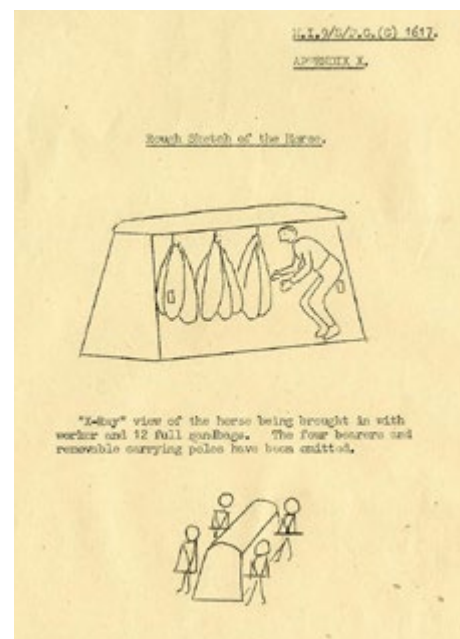 M.I.9/S/P.G.(G) 1617.
APPENDIX X.
Rough Sketch of the Horse.
"X-Ray" view of the horse being brought in with
worker and 12 full sandbags. The four bearers and
removable carrying poles have been omitted.